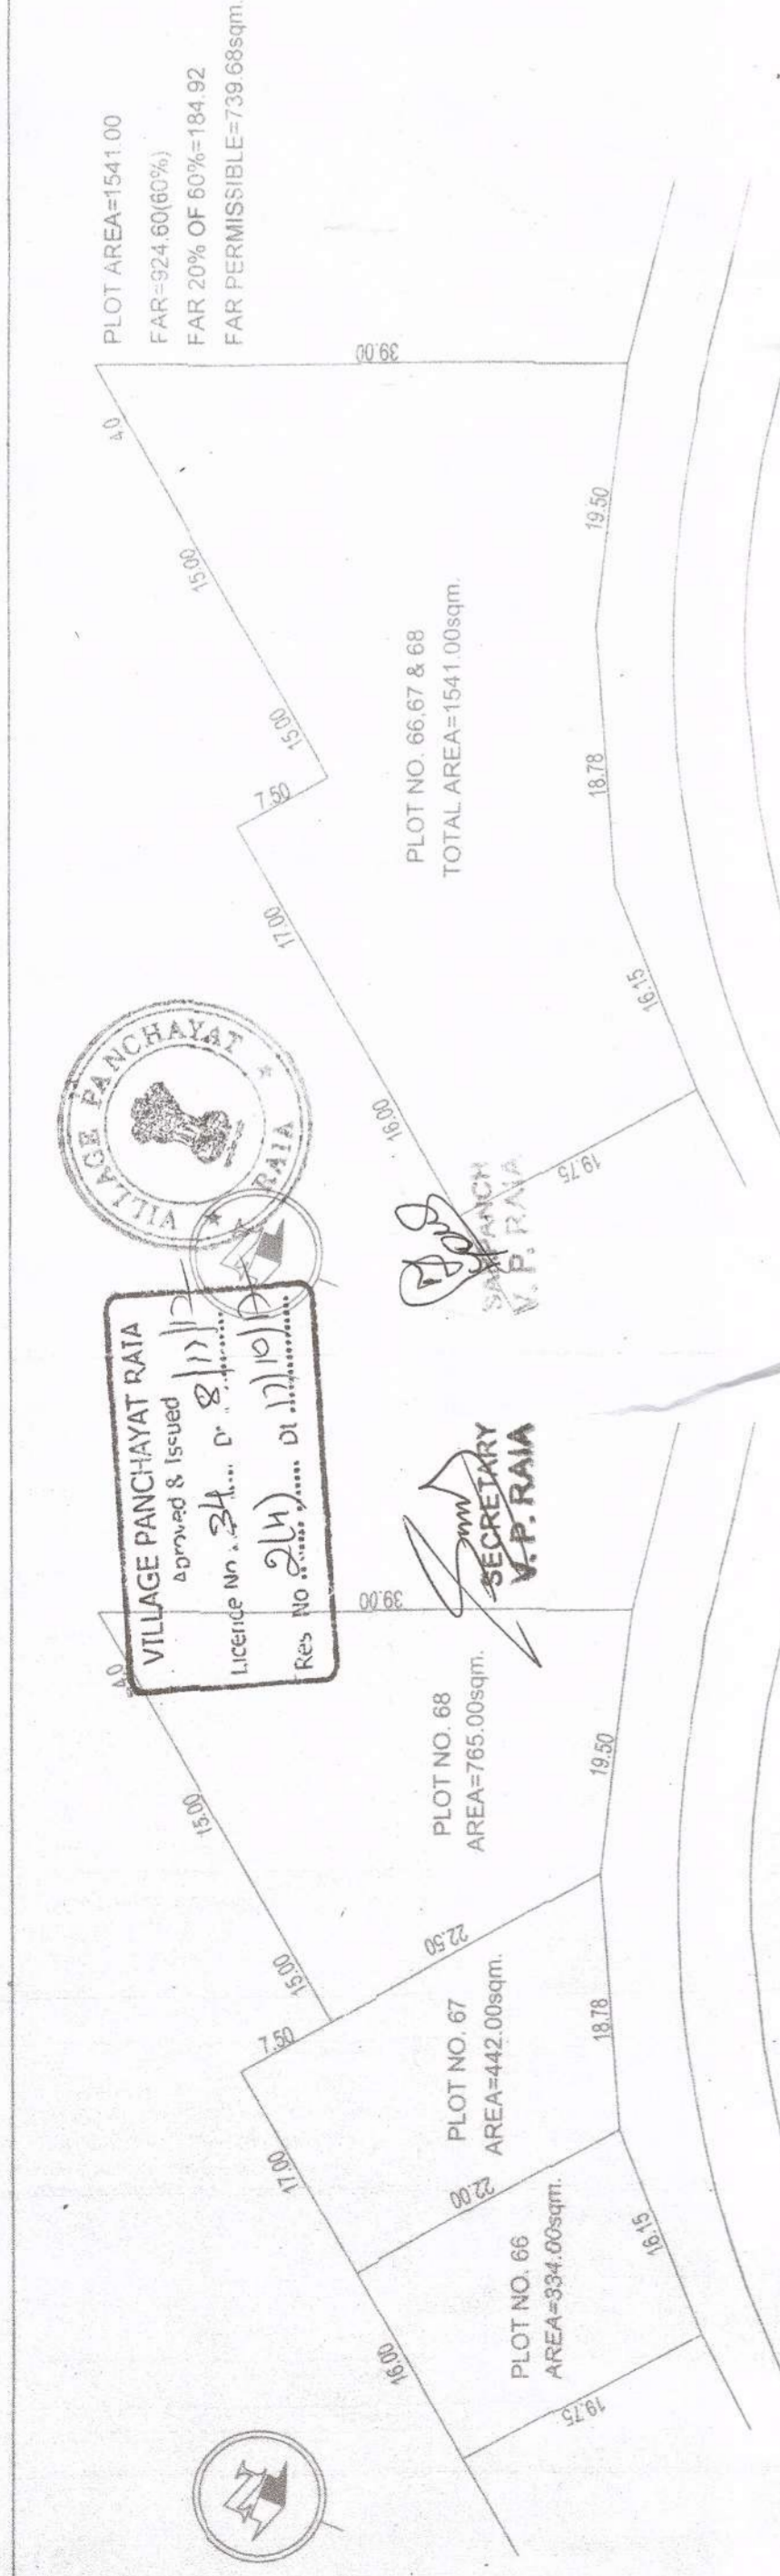 PLOT AREA=1541.00
FAR=924.60(60%)
FAR 20% OF 60%=184.92
FAR PERMISSIBLE=739.68sqm.
4.0
15.00
15.00
7.50
17.00
16.00
19.75
16.15
18.78
19.50
39.00
PLOT NO. 66,67 & 68
TOTAL AREA=1541.00sqm.
VILLAGE PANCHAYAT
RAIA
VILLAGE PANCHAYAT RAIA
Approved & Issued
Licence No. 34 Dt 8/11/12
Res No 2(4) Dt 17/10/12
SARPANCH
V. P. RAIA
SECRETARY
V. P. RAIA
N
4.0
15.00
15.00
7.50
17.00
16.00
19.75
16.15
22.00
18.78
22.50
19.50
39.00
PLOT NO. 68
AREA=765.00sqm.
PLOT NO. 67
AREA=442.00sqm.
PLOT NO. 66
AREA=334.00sqm.
N